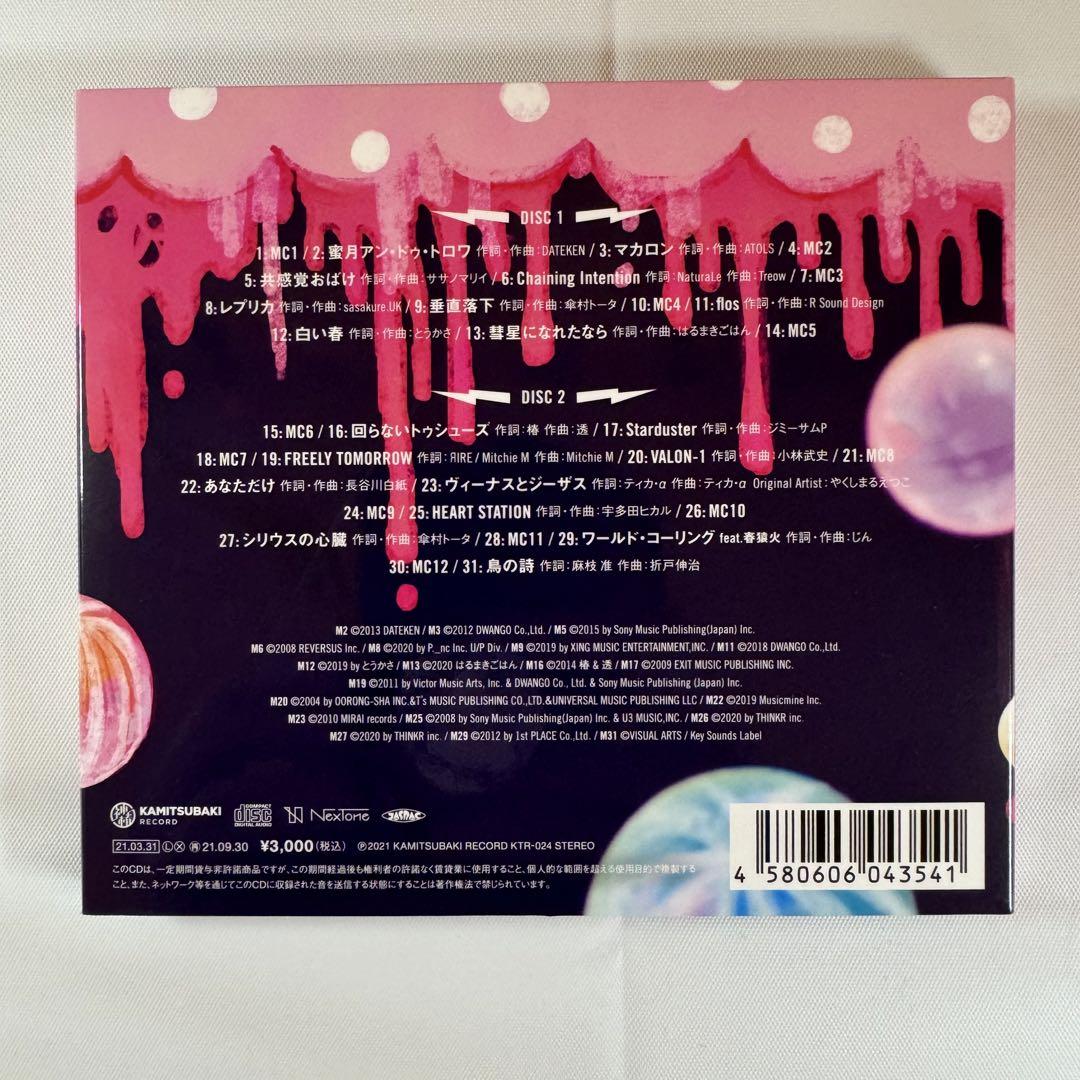 DISC 1
1: MC1 / 2: 蜜月アン・ドゥ・トロワ 作詞・作曲:DATEKEN / 3: マカロン 作詞・作曲:ATOLS / 4: MC2
5: 共感覚おばけ 作詞・作曲:ササノマリイ / 6: Chaining Intention 作詞:NaturaLe 作曲:Treow / 7: MC3
8: レプリカ 作詞・作曲:sasakure.UK / 9: 垂直落下 作詞・作曲:傘村トータ / 10: MC4 / 11: flos 作詞・作曲:R Sound Design
12: 白い春 作詞・作曲:とうかさ / 13: 彗星になれたなら 作詞・作曲:はるまきごはん / 14: MC5
DISC 2
15: MC6 / 16: 回らないトゥシューズ 作詞:椿 作曲:透 / 17: Starduster 作詞・作曲:ジミーサムP
18: MC7 / 19: FREELY TOMORROW 作詞:ЯIRE / Mitchie M 作曲:Mitchie M / 20: VALON-1 作詞・作曲:小林武史 / 21: MC8
22: あなただけ 作詞・作曲:長谷川白紙 / 23: ヴィーナスとジーザス 作詞:ティカ・α 作曲:ティカ・α Original Artist:やくしまるえつこ
24: MC9 / 25: HEART STATION 作詞・作曲:宇多田ヒカル / 26: MC10
27: シリウスの心臓 作詞・作曲:傘村トータ / 28: MC11 / 29: ワールド・コーリング feat.春猿火 作詞・作曲:じん
30: MC12 / 31: 鳥の詩 作詞:麻枝 准 作曲:折戸伸治
M2 ©2013 DATEKEN / M3 ©2012 DWANGO Co.,Ltd. / M5 ©2015 by Sony Music Publishing(Japan) Inc.
M6 ©2008 REVERSUS Inc. / M8 ©2020 by P._nc Inc. U/P Div. / M9 ©2019 by XING MUSIC ENTERTAINMENT,INC. / M11 ©2018 DWANGO Co.,Ltd.
M12 ©2019 by とうかさ / M13 ©2020 はるまきごはん / M16 ©2014 椿 & 透 / M17 ©2009 EXIT MUSIC PUBLISHING INC.
M19 ©2011 by Victor Music Arts, Inc. & DWANGO Co., Ltd. & Sony Music Publishing (Japan) Inc.
M20 ©2004 by OORONG-SHA INC.&T's MUSIC PUBLISHING CO.,LTD.&UNIVERSAL MUSIC PUBLISHING LLC / M22 ©2019 Musicmine Inc.
M23 ©2010 MIRAI records / M25 ©2008 by Sony Music Publishing(Japan) Inc. & U3 MUSIC,INC. / M26 ©2020 by THINKR inc.
M27 ©2020 by THINKR inc. / M29 ©2012 by 1st PLACE Co.,Ltd. / M31 ©VISUAL ARTS / Key Sounds Label
神椿 KAMITSUBAKI RECORD COMPACT disc DIGITAL AUDIO NexTone JASRAC
21.03.31 Ⓛ Ⓧ ㊢ 21.09.30 ¥3,000(税込) ℗2021 KAMITSUBAKI RECORD KTR-024 STEREO
このCDは、一定期間貸与非許諾商品ですが、この期間経過後も権利者の許諾なく賃貸業に使用すること、個人的な範囲を超える使用目的で複製する
こと、また、ネットワーク等を通じてこのCDに収録された音を送信する状態にすることは著作権法で禁じられています。
4 580606 043541